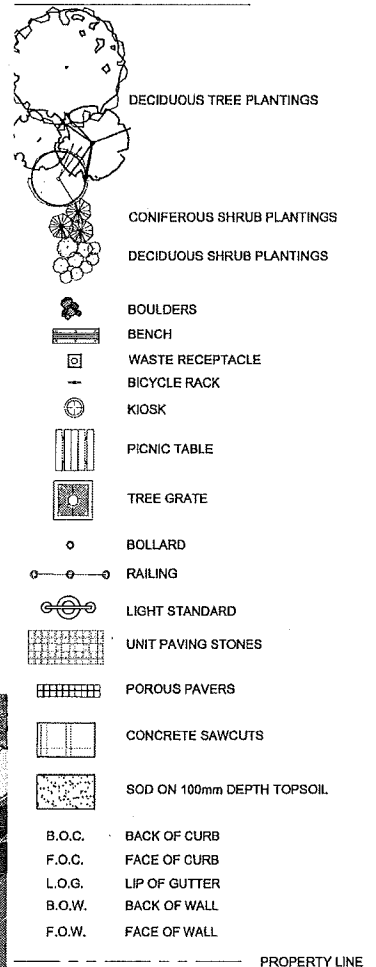 DECIDUOUS TREE PLANTINGS
CONIFEROUS SHRUB PLANTINGS
DECIDUOUS SHRUB PLANTINGS
BOULDERS
BENCH
WASTE RECEPTACLE
BICYCLE RACK
KIOSK
PICNIC TABLE
TREE GRATE
BOLLARD
RAILING
LIGHT STANDARD
UNIT PAVING STONES
POROUS PAVERS
CONCRETE SAWCUTS
SOD ON 100mm DEPTH TOPSOIL
B.O.C. BACK OF CURB
F.O.C. FACE OF CURB
L.O.G. LIP OF GUTTER
B.O.W. BACK OF WALL
F.O.W. FACE OF WALL
PROPERTY LINE